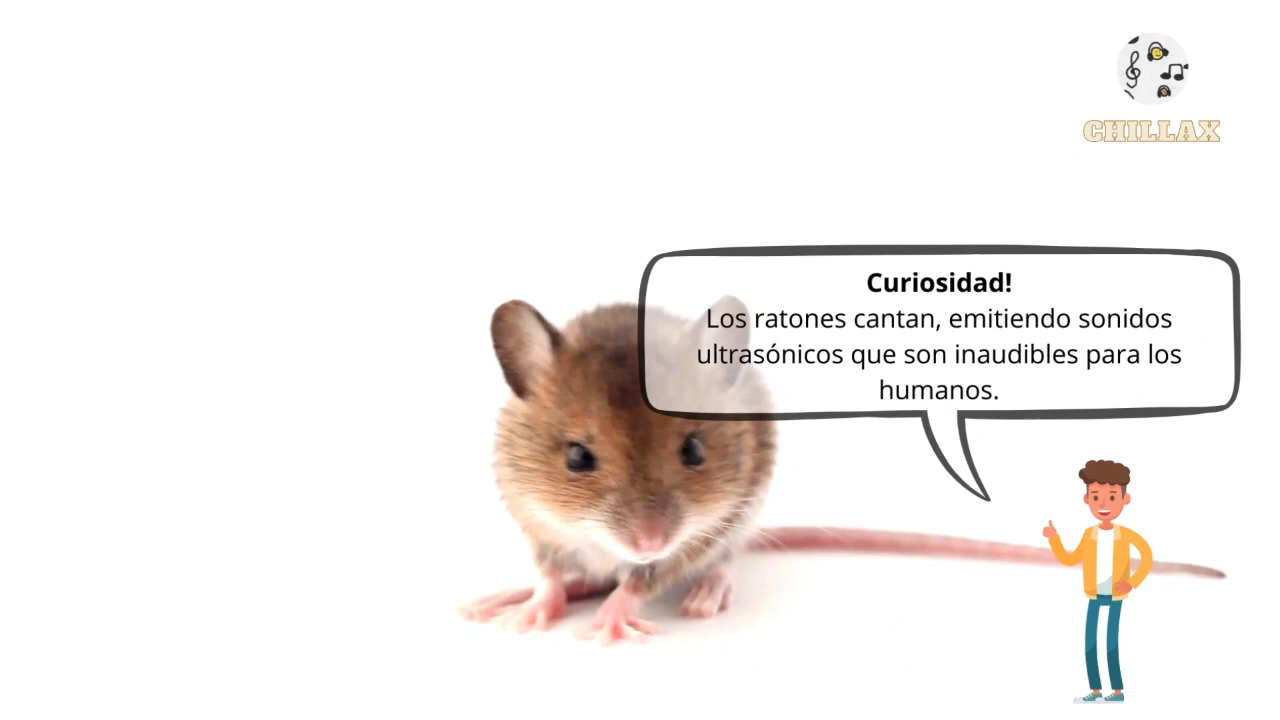 CHILLAX
Curiosidad!
Los ratones cantan, emitiendo sonidos
ultrasónicos que son inaudibles para los
humanos.